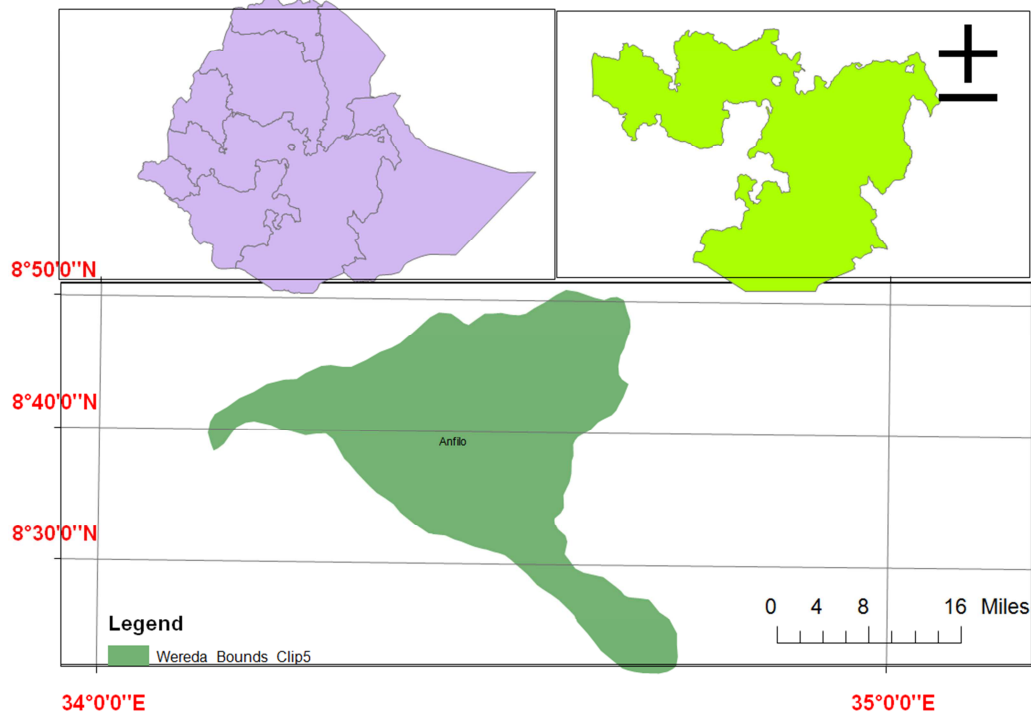 8°50'0"N
8°40'0"N
Anfilo
8°30'0"N
0 4 8 16 Miles
Legend
Wereda_Bounds_Clip5
34°0'0"E
35°0'0"E